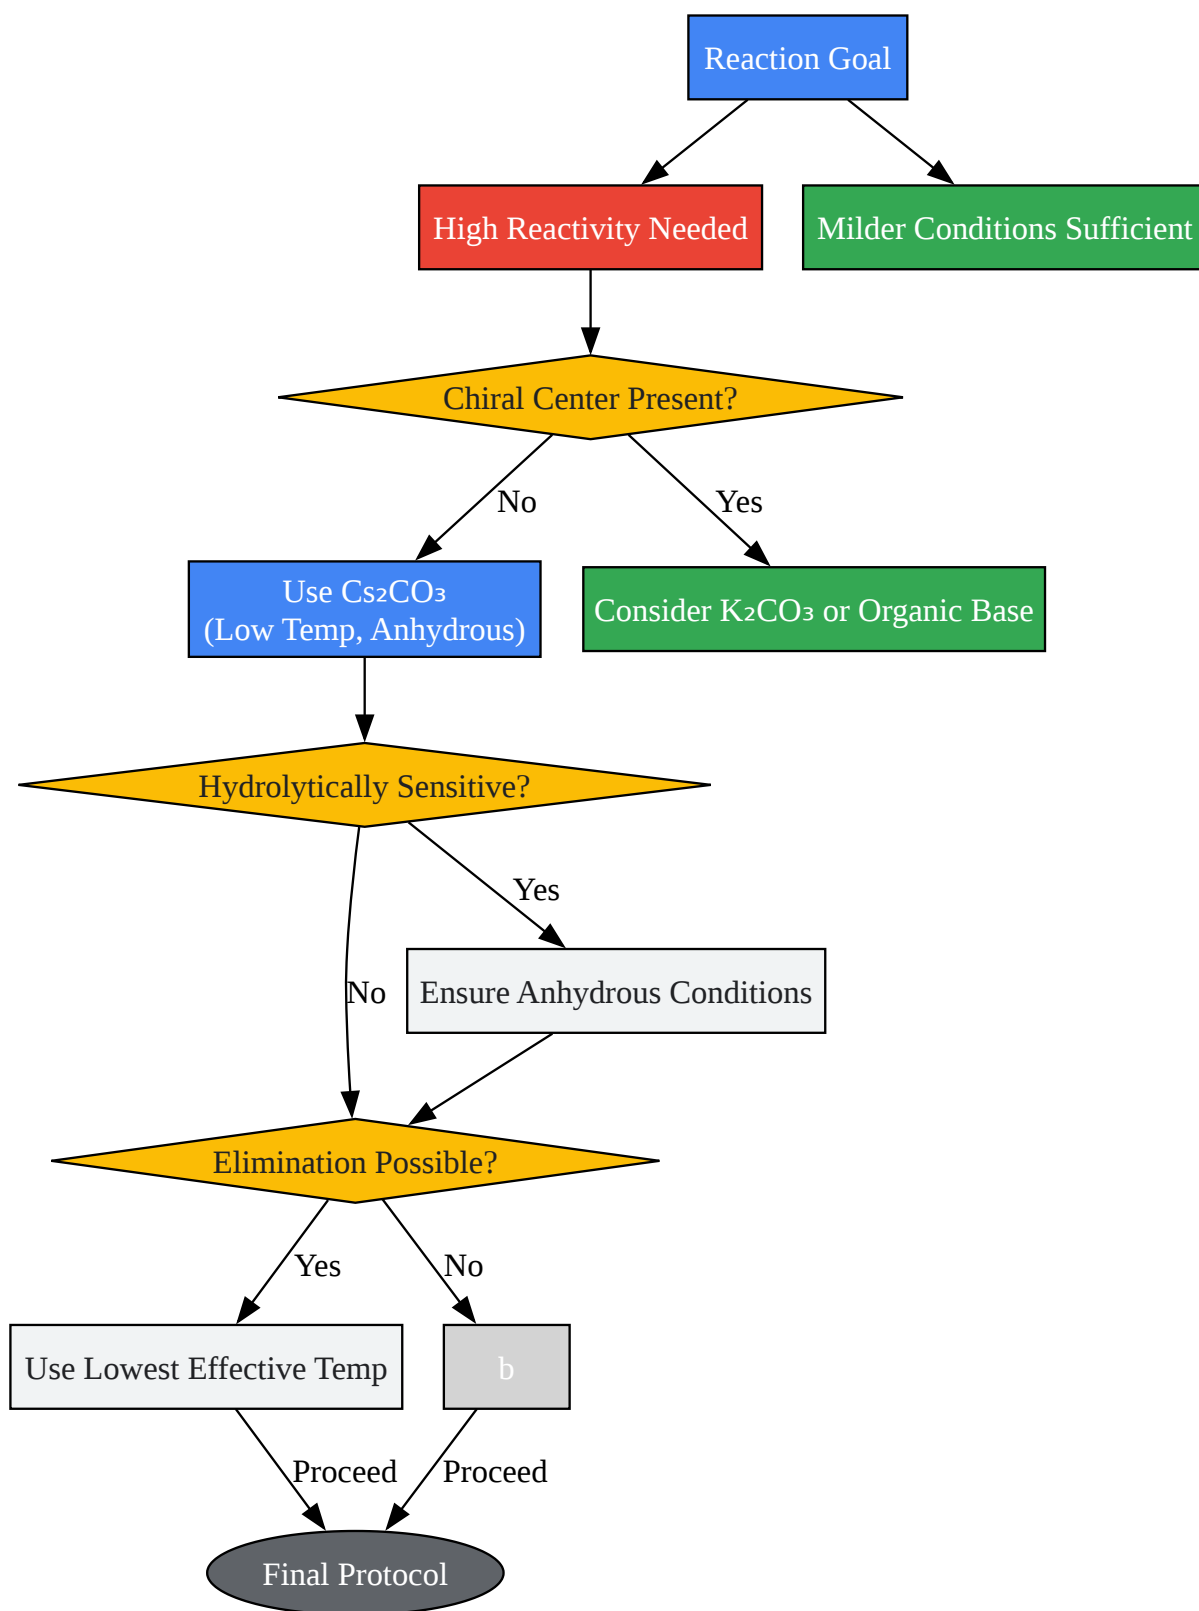 Reaction Goal
High Reactivity Needed
Milder Conditions Sufficient
Chiral Center Present?
No
Yes
Use Cs₂CO₃
(Low Temp, Anhydrous)
Consider K₂CO₃ or Organic Base
Hydrolytically Sensitive?
Yes
No
Ensure Anhydrous Conditions
Elimination Possible?
Yes
No
Use Lowest Effective Temp
b
Proceed
Proceed
Final Protocol